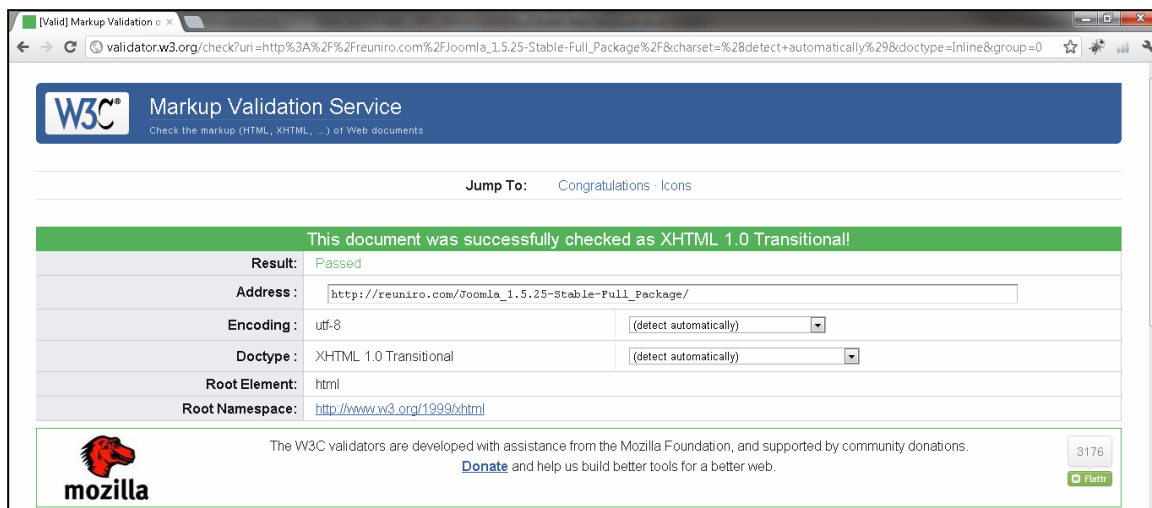 [Valid] Markup Validation o
validator.w3.org/check?uri=http%3A%2F%2Freuniro.com%2FJoomla_1.5.25-Stable-Full_Package%2F&charset=%28detect+automatically%29&doctype=Inline&group=0
W3C® Markup Validation Service
Check the markup (HTML, XHTML, ...) of Web documents
Jump To: Congratulations · Icons
This document was successfully checked as XHTML 1.0 Transitional!
Result: Passed
Address : http://reuniro.com/Joomla_1.5.25-Stable-Full_Package/
Encoding : utf-8 (detect automatically)
Doctype : XHTML 1.0 Transitional (detect automatically)
Root Element: html
Root Namespace: http://www.w3.org/1999/xhtml
The W3C validators are developed with assistance from the Mozilla Foundation, and supported by community donations.
Donate and help us build better tools for a better web.
mozilla
3176
Flattr